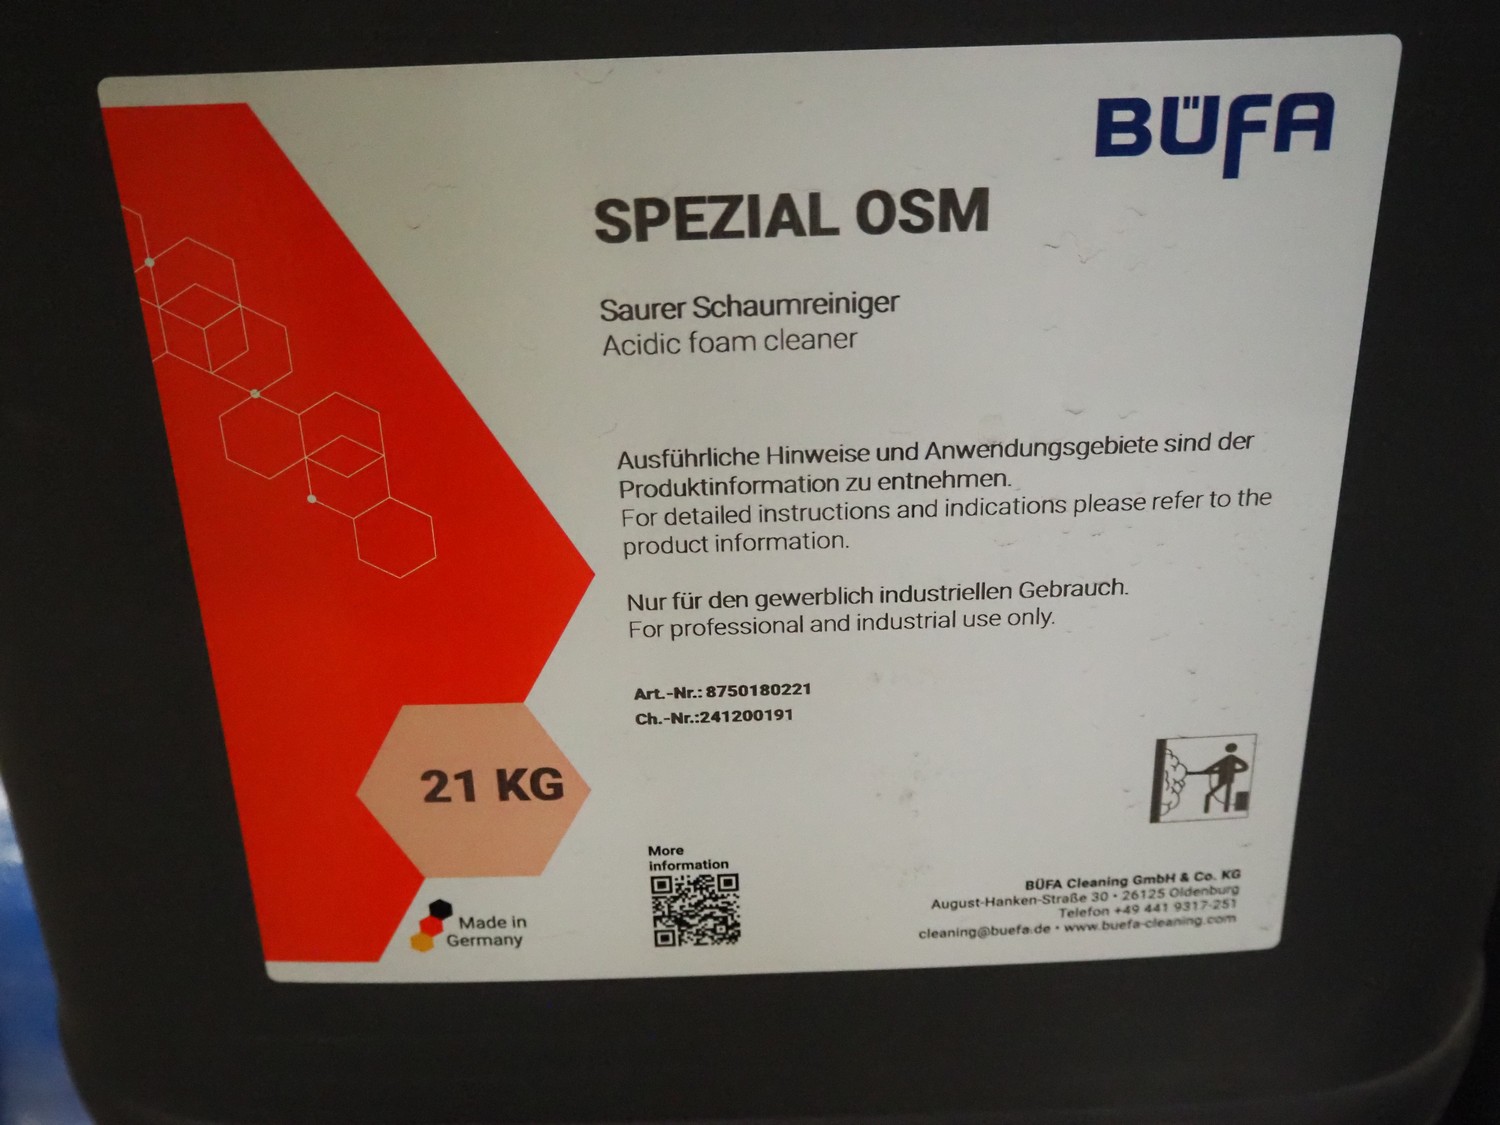 BÜFA
SPEZIAL OSM
Saurer Schaumreiniger
Acidic foam cleaner
Ausführliche Hinweise und Anwendungsgebiete sind der
Produktinformation zu entnehmen.
For detailed instructions and indications please refer to the
product information.
Nur für den gewerblich industriellen Gebrauch.
For professional and industrial use only.
Art.-Nr.: 8750180221
Ch.-Nr.:241200191
21 KG
More
information
Made in
Germany
BÜFA Cleaning GmbH & Co. KG
August-Hanken-Straße 30 • 26125 Oldenburg
Telefon +49 441 9317-251
cleaning@buefa.de • www.buefa-cleaning.com